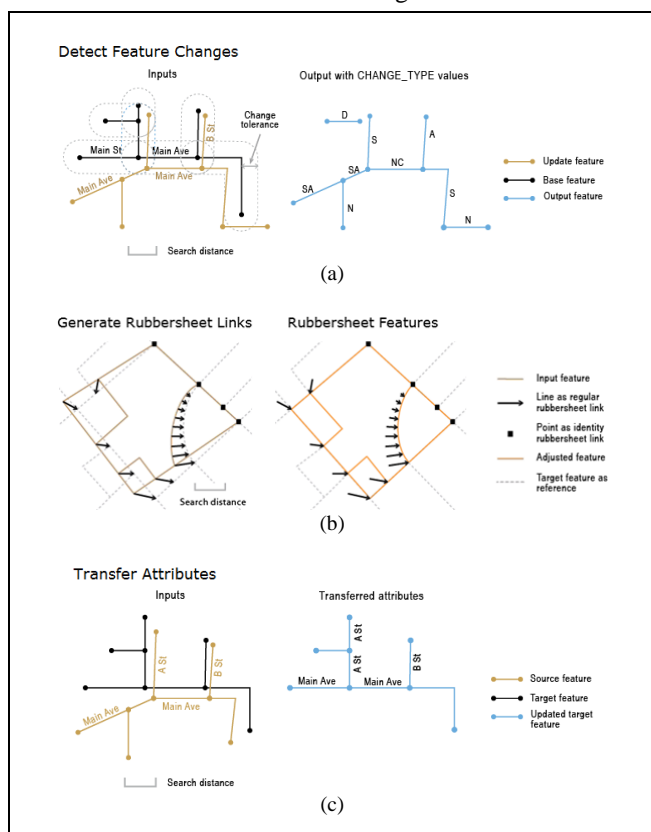 Detect Feature Changes
Inputs
Output with CHANGE_TYPE values
Change
tolerance
B St
Main St
Main Ave
Main Ave
Main Ave
D
S
A
SA
NC
SA
N
S
N
Update feature
Base feature
Output feature
Search distance
(a)
Generate Rubbersheet Links
Rubbersheet Features
Input feature
Line as regular
rubbersheet link
Point as identity
rubbersheet link
Adjusted feature
Target feature as
reference
Search distance
(b)
Transfer Attributes
Inputs
Transferred attributes
A St
B St
Main Ave
Main Ave
A St
A St
B St
Main Ave
Main Ave
Source feature
Target feature
Updated target
feature
Search distance
(c)